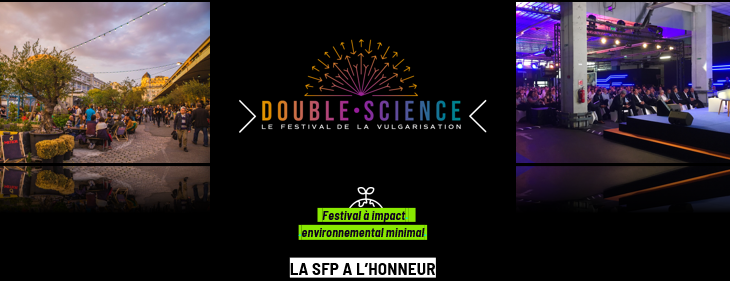 DOUBLE•SCIENCE
LE FESTIVAL DE LA VULGARISATION
Festival à impact
environnemental minimal
LA SFP A L'HONNEUR